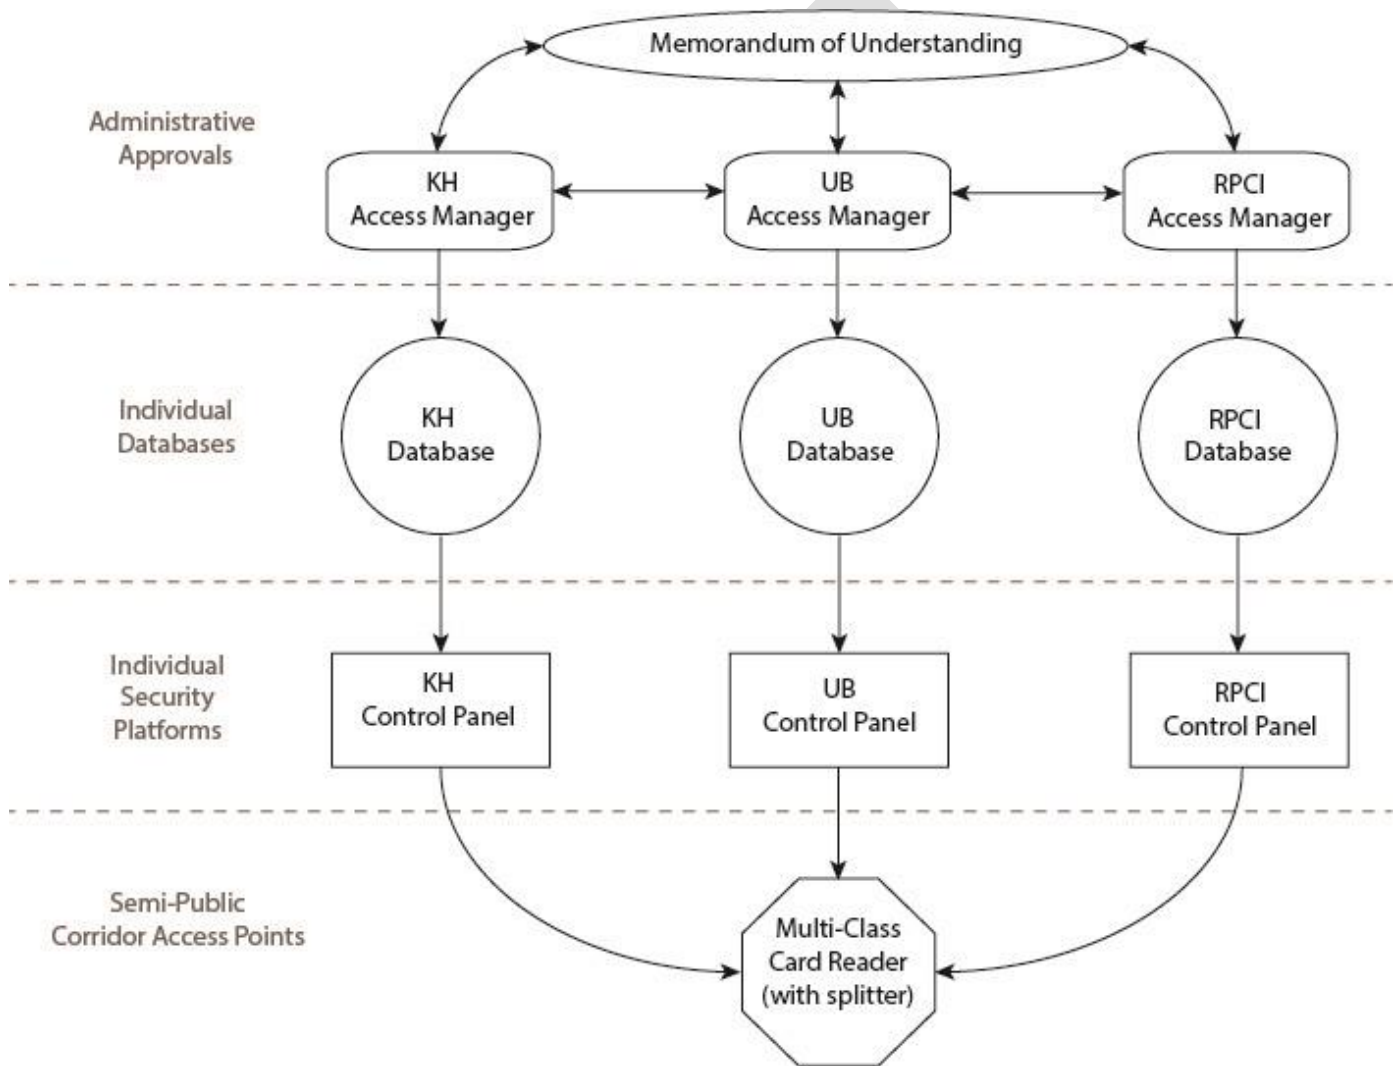 Memorandum of Understanding
Administrative
Approvals
KH
Access Manager
UB
Access Manager
RPCI
Access Manager
Individual
Databases
KH
Database
UB
Database
RPCI
Database
Individual
Security
Platforms
KH
Control Panel
UB
Control Panel
RPCI
Control Panel
Semi-Public
Corridor Access Points
Multi-Class
Card Reader
(with splitter)